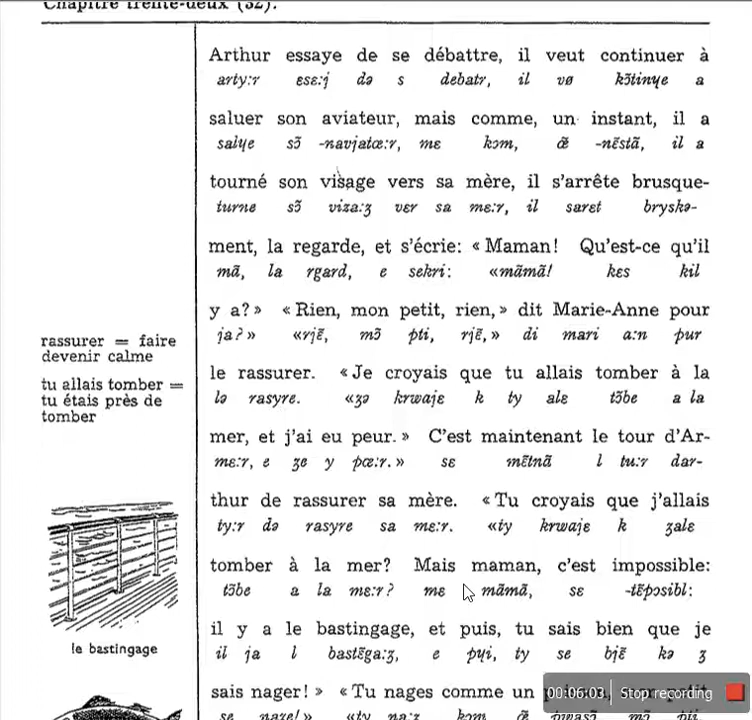 Chapitre trente-deux (32).
Arthur essaye de se débattre, il veut continuer à
arty:r ɛsɛ:j də s debatr, il vø kɔ̃tinɥe a
saluer son aviateur, mais comme, un instant, il a
salɥe sɔ̃ -navjatœ:r, mɛ kɔm, œ̃ -nɛ̃stɑ̃, il a
tourné son visage vers sa mère, il s'arrête brusque-
turne sɔ̃ viza:ʒ vɛr sa mɛ:r, il sarɛt bryskə-
ment, la regarde, et s'écrie: « Maman! Qu'est-ce qu'il
mɑ̃, la rgard, e sekri: «mɑmɑ̃! kɛs kil
y a?» «Rien, mon petit, rien,» dit Marie-Anne pour
ja?» «rjɛ̃, mɔ̃ pti, rjɛ̃,» di mari a:n pur
le rassurer. «Je croyais que tu allais tomber à la
lə rasyre. «ʒə krwajɛ k ty alɛ tɔ̃be a la
mer, et j'ai eu peur.» C'est maintenant le tour d'Ar-
mɛ:r, e ʒe y pœ:r.» sɛ mɛ̃tnɑ̃ l tu:r dar-
thur de rassurer sa mère. «Tu croyais que j'allais
ty:r də rasyre sa mɛ:r. «ty krwajɛ k ʒalɛ
tomber à la mer? Mais maman, c'est impossible:
tɔ̃be a la mɛ:r? mɛ mɑmɑ̃, sɛ -tɛ̃pɔsibl:
il y a le bastingage, et puis, tu sais bien que je
il ja l bastɛ̃ga:ʒ, e pɥi, ty se bjɛ̃ kə ʒ
sais nager!» «Tu nages comme un
se naʒe!» «ty na:ʒ kɔm œ̃
rassurer = faire
devenir calme
tu allais tomber =
tu étais près de
tomber
le bastingage
00:06:03 Stop recording